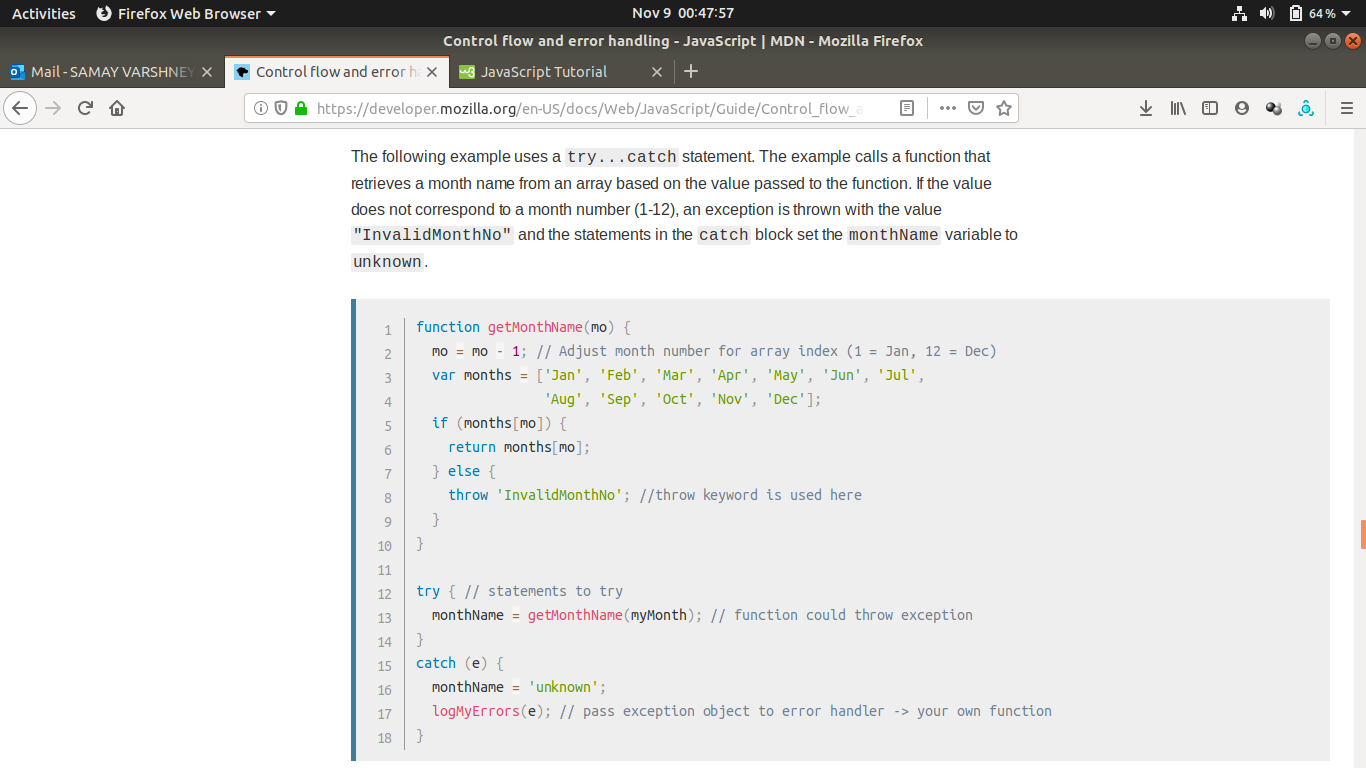 Activities Firefox Web Browser Nov 9 00:47:57 64 %
Control flow and error handling - JavaScript | MDN - Mozilla Firefox
Mail - SAMAY VARSHNEY Control flow and error h JavaScript Tutorial
https://developer.mozilla.org/en-US/docs/Web/JavaScript/Guide/Control_flow_a
The following example uses a try...catch statement. The example calls a function that
retrieves a month name from an array based on the value passed to the function. If the value
does not correspond to a month number (1-12), an exception is thrown with the value
"InvalidMonthNo" and the statements in the catch block set the monthName variable to
unknown.
1 function getMonthName(mo) {
2   mo = mo - 1; // Adjust month number for array index (1 = Jan, 12 = Dec)
3   var months = ['Jan', 'Feb', 'Mar', 'Apr', 'May', 'Jun', 'Jul',
4                 'Aug', 'Sep', 'Oct', 'Nov', 'Dec'];
5   if (months[mo]) {
6     return months[mo];
7   } else {
8     throw 'InvalidMonthNo'; //throw keyword is used here
9   }
10 }
11
12 try { // statements to try
13   monthName = getMonthName(myMonth); // function could throw exception
14 }
15 catch (e) {
16   monthName = 'unknown';
17   logMyErrors(e); // pass exception object to error handler -> your own function
18 }